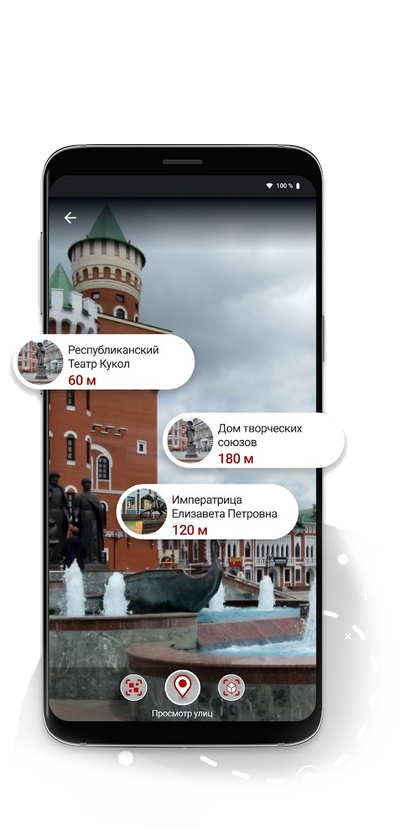 100 %
Республиканский
Театр Кукол
60 м
Дом творческих
союзов
180 м
Императрица
Елизавета Петровна
120 м
Просмотр улиц